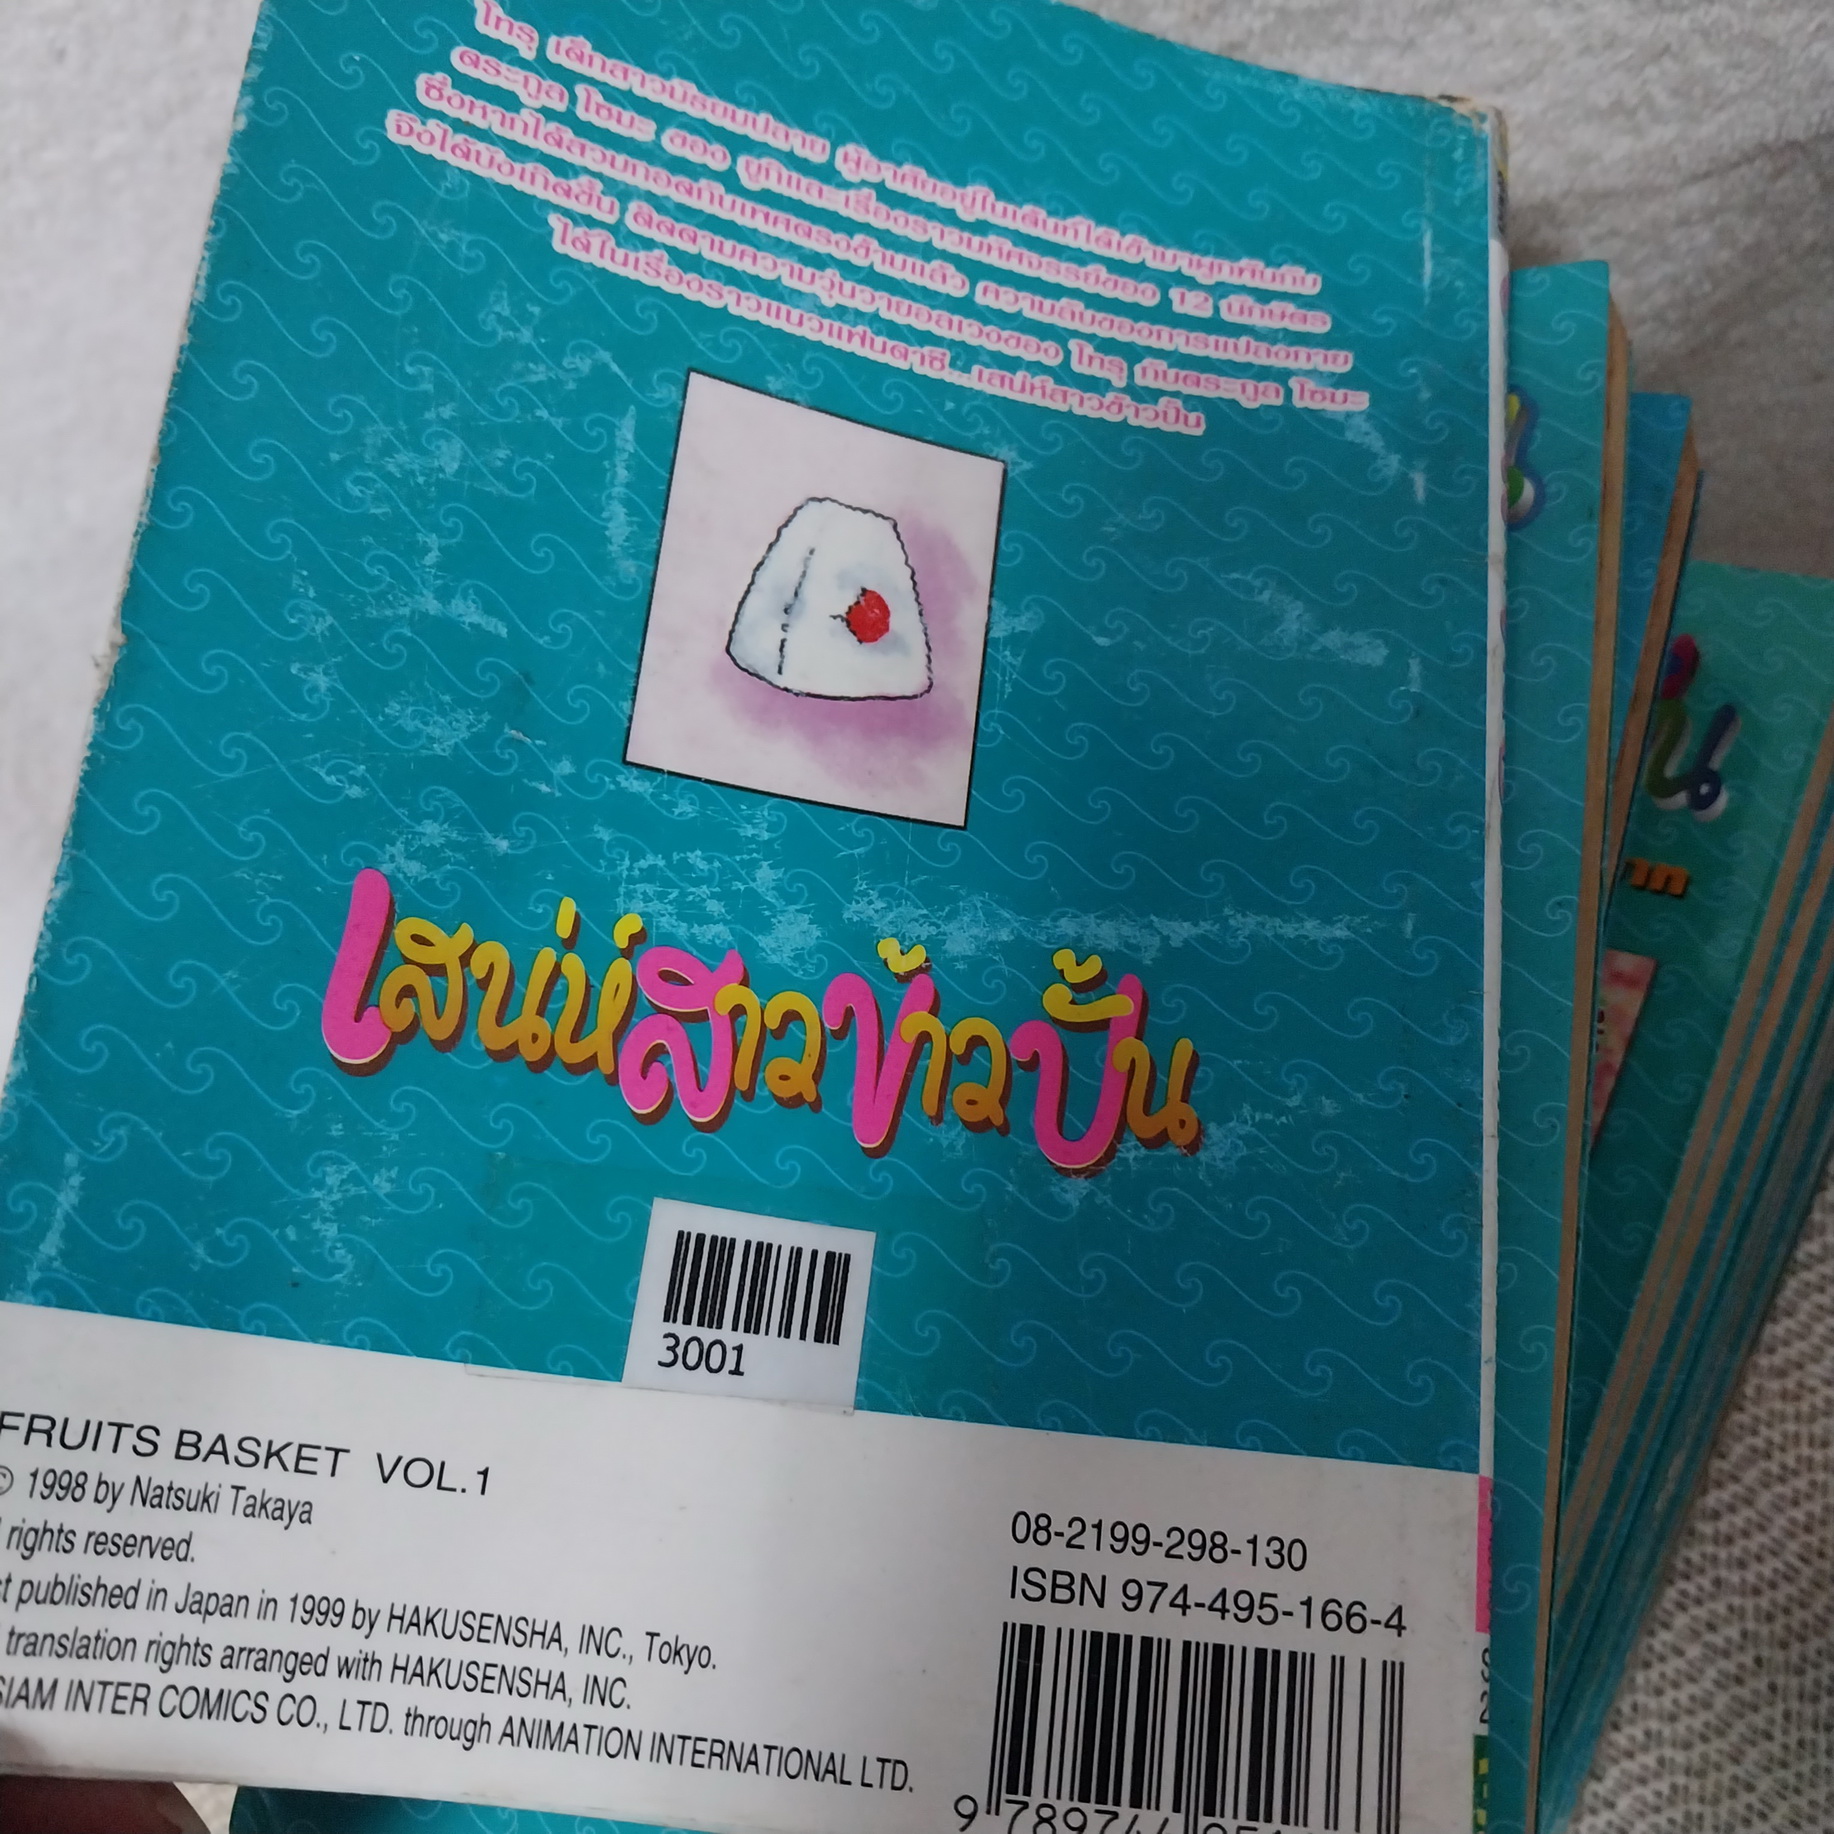 โทรุ เด็กสาวมัธยมปลาย ผู้อาศัยอยู่ในเต็นท์ได้เข้ามาผูกพันกับ
ตระกูล โซมะ ของ ยูกิและเรื่องราวมหัศจรรย์ของ 12 นักษัตร
ซึ่งหากได้สวมกอดกับเพศตรงข้ามแล้ว ความลับของการแปลงกาย
จึงได้บังเกิดขึ้น ติดตามความวุ่นวายอลเวงของ โทรุ กับตระกูล โซมะ
ได้ในเรื่องราวแนวแฟนตาซี...เสน่ห์สาวข้าวปั้น
เสน่ห์สาวข้าวปั้น
3001
FRUITS BASKET VOL.1
© 1998 by Natsuki Takaya
rights reserved.
published in Japan in 1999 by HAKUSENSHA, INC., Tokyo.
translation rights arranged with HAKUSENSHA, INC.
SIAM INTER COMICS CO., LTD. through ANIMATION INTERNATIONAL LTD.
08-2199-298-130
ISBN 974-495-166-4